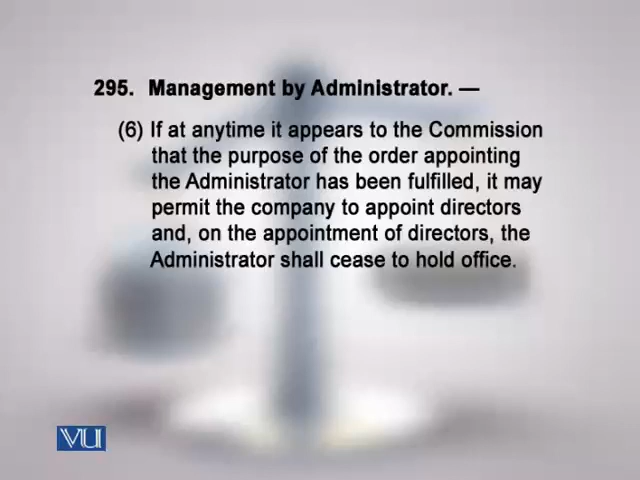 295. Management by Administrator. —
(6) If at anytime it appears to the Commission
that the purpose of the order appointing
the Administrator has been fulfilled, it may
permit the company to appoint directors
and, on the appointment of directors, the
Administrator shall cease to hold office.
VU